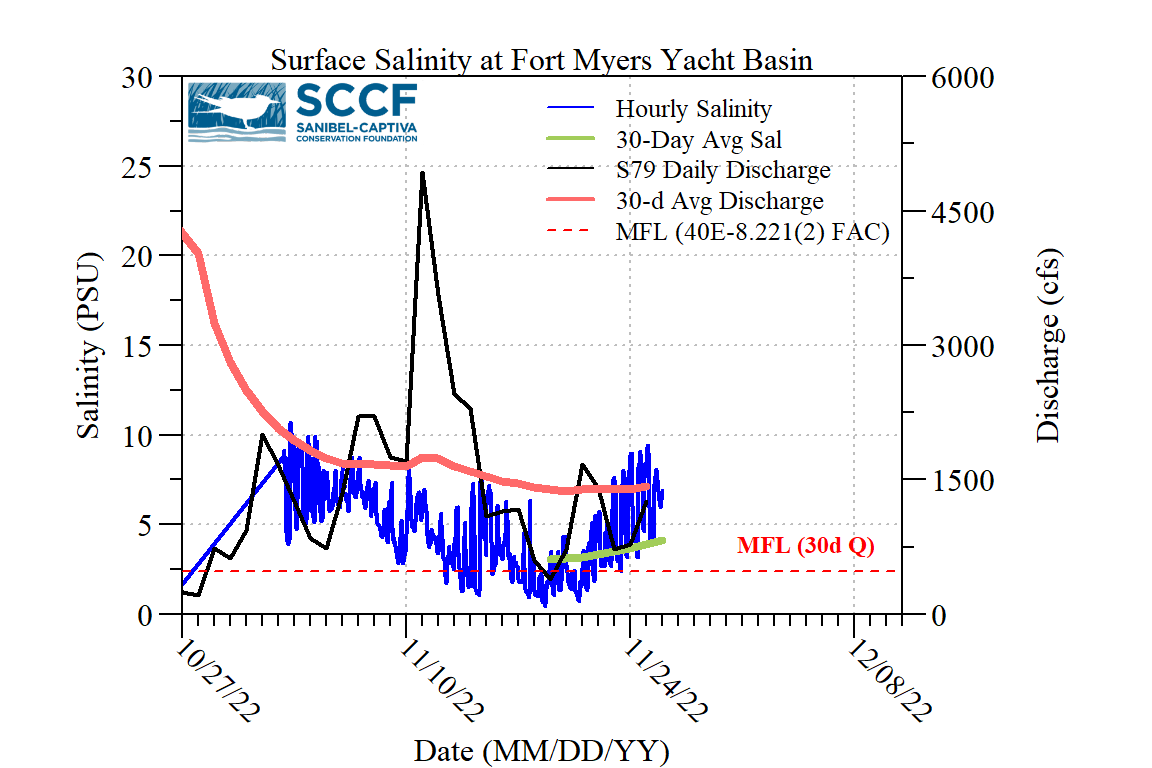 Surface Salinity at Fort Myers Yacht Basin
SCCF
SANIBEL-CAPTIVA
CONSERVATION FOUNDATION
Hourly Salinity
30-Day Avg Sal
S79 Daily Discharge
30-d Avg Discharge
MFL (40E-8.221(2) FAC)
30
25
20
15
10
5
0
Salinity (PSU)
6000
4500
3000
1500
0
Discharge (cfs)
MFL (30d Q)
10/27/22
11/10/22
11/24/22
12/08/22
Date (MM/DD/YY)